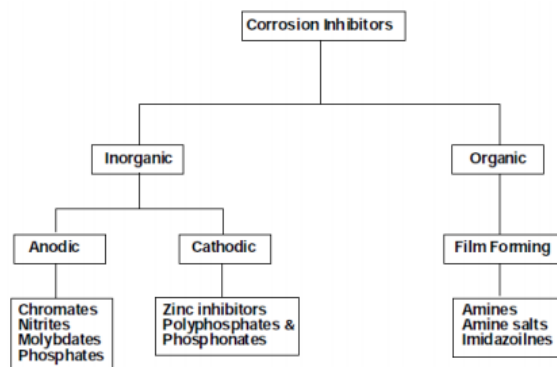 Corrosion Inhibitors
Inorganic
Organic
Anodic
Cathodic
Film Forming
Chromates
Nitrites
Molybdates
Phosphates
Zinc inhibitors
Polyphosphates &
Phosphonates
Amines
Amine salts
Imidazoilnes